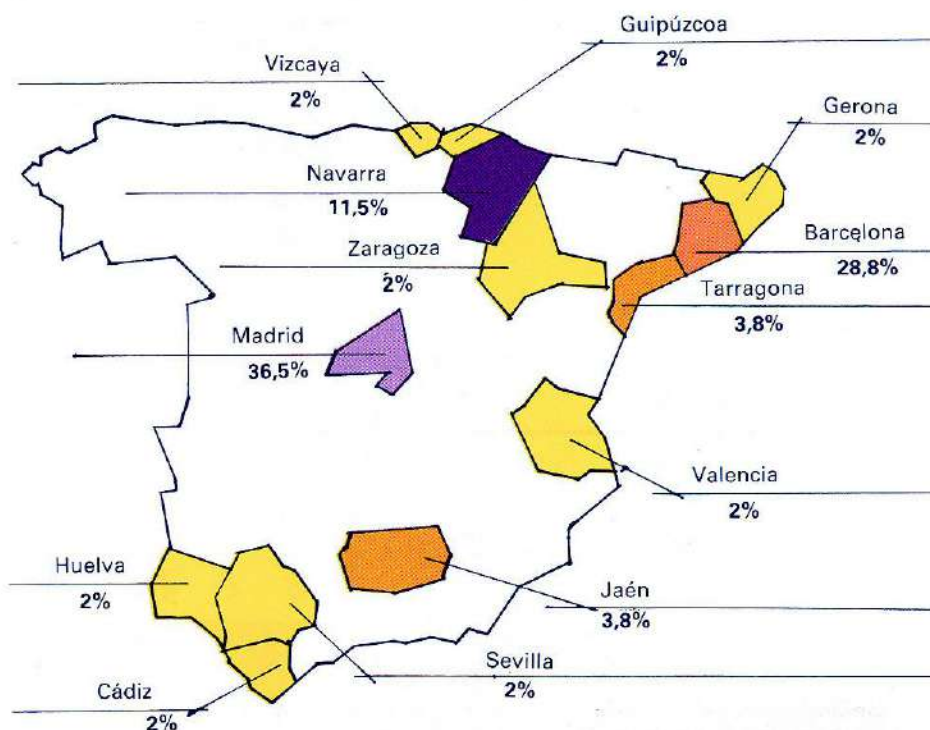 Guipúzcoa
2%
Vizcaya
2%
Gerona
2%
Navarra
11,5%
Barcelona
28,8%
Zaragoza
2%
Tarragona
3,8%
Madrid
36,5%
Valencia
2%
Huelva
2%
Jaén
3,8%
Sevilla
2%
Cádiz
2%